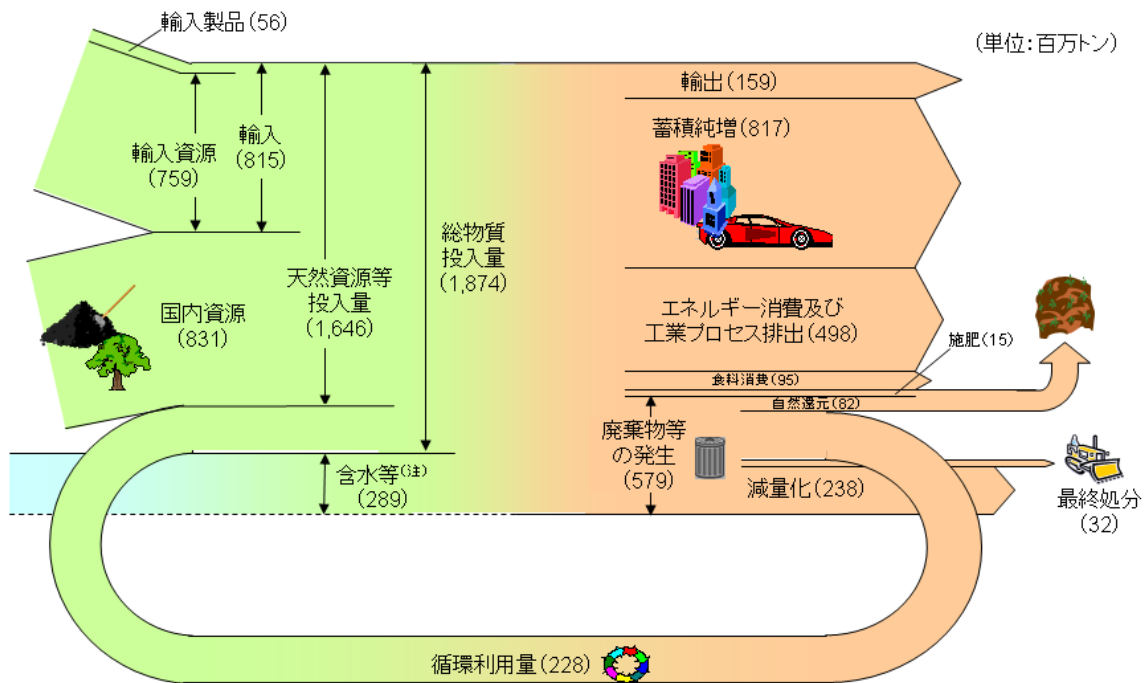 輸入製品(56)
(単位:百万トン)
輸出(159)
蓄積純増(817)
輸入
(815)
輸入資源
(759)
総物質
投入量
(1,874)
天然資源等
投入量
(1,646)
国内資源
(831)
エネルギー消費及び
工業プロセス排出(498)
施肥(15)
食料消費(95)
自然還元(82)
廃棄物等
の発生
(579)
含水等(注)
(289)
減量化(238)
最終処分
(32)
循環利用量(228)